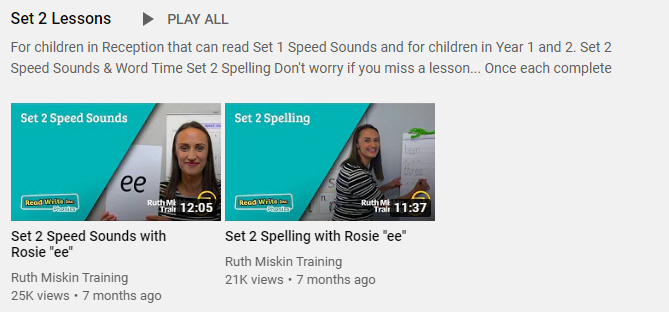 Set 2 Lessons PLAY ALL
For children in Reception that can read Set 1 Speed Sounds and for children in Year 1 and 2. Set 2
Speed Sounds & Word Time Set 2 Spelling Don't worry if you miss a lesson... Once each complete
Set 2 Speed Sounds
ee
Read Write Inc.
Phonics
Ruth Mi
Trai
12:05
Set 2 Spelling
Read Write Inc.
Phonics
Ruth Mi
Trai
11:37
Set 2 Speed Sounds with
Rosie "ee"
Ruth Miskin Training
25K views • 7 months ago
Set 2 Spelling with Rosie "ee"
Ruth Miskin Training
21K views • 7 months ago